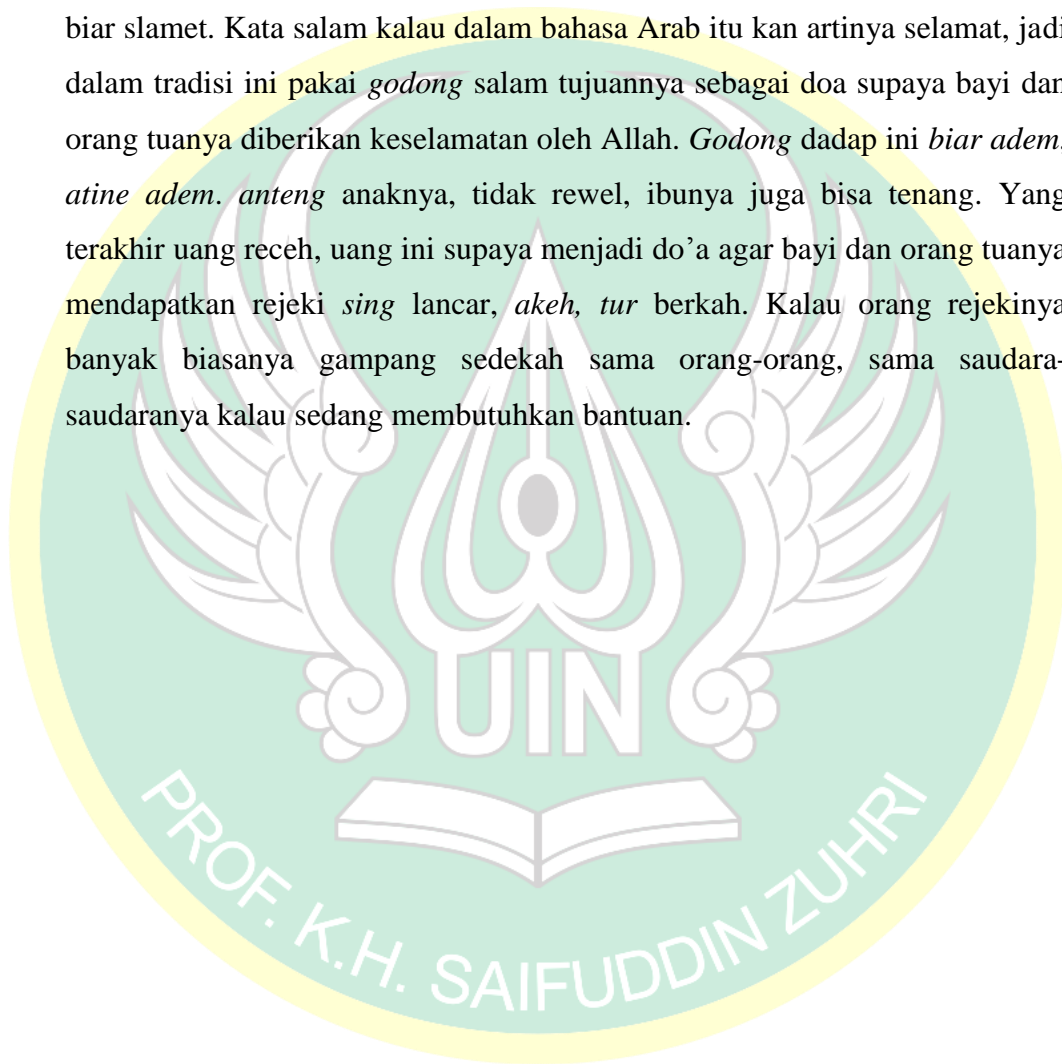 biar slamet. Kata salam kalau dalam bahasa Arab itu kan artinya selamat, jadi
dalam tradisi ini pakai godong salam tujuannya sebagai doa supaya bayi dan
orang tuanya diberikan keselamatan oleh Allah. Godong dadap ini biar adem,
atine adem. anteng anaknya, tidak rewel, ibunya juga bisa tenang. Yang
terakhir uang receh, uang ini supaya menjadi do’a agar bayi dan orang tuanya
mendapatkan rejeki sing lancar, akeh, tur berkah. Kalau orang rejekinya
banyak biasanya gampang sedekah sama orang-orang, sama saudara-
saudaranya kalau sedang membutuhkan bantuan.
UIN
PROF. K.H. SAIFUDDIN ZUHRI